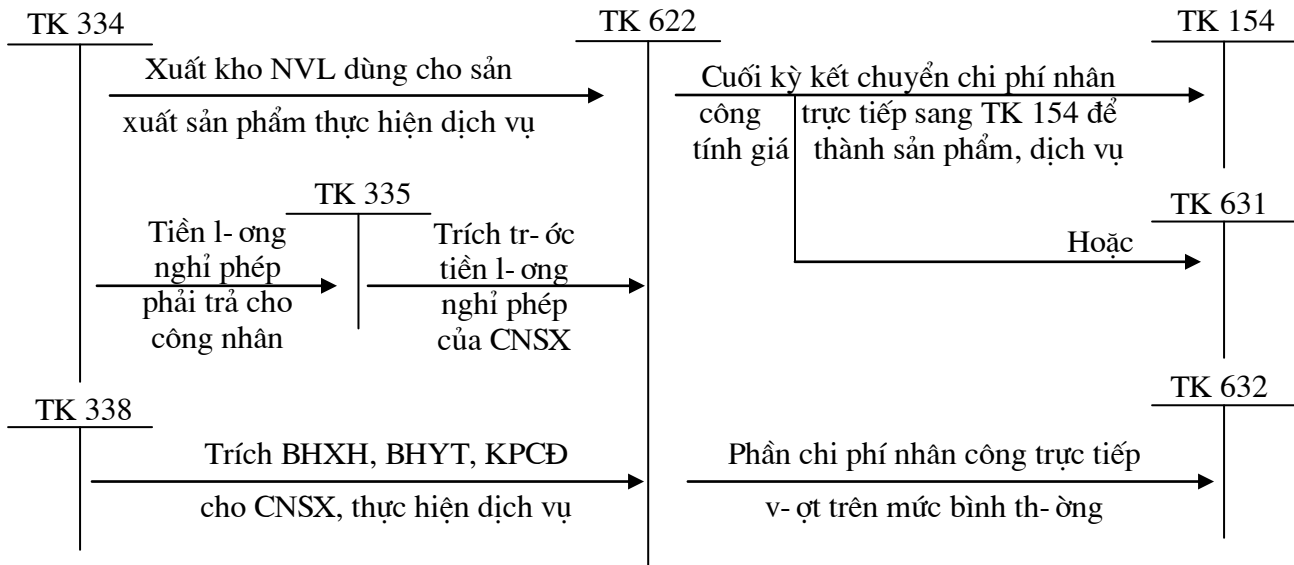 TK 334
TK 622
TK 154
Xuất kho NVL dùng cho sản
xuất sản phẩm thực hiện dịch vụ
Cuối kỳ kết chuyển chi phí nhân
công trực tiếp sang TK 154 để
tính giá thành sản phẩm, dịch vụ
TK 335
TK 631
Tiền l- ơng
nghỉ phép
phải trả cho
công nhân
Trích tr- ớc
tiền l- ơng
nghỉ phép
của CNSX
Hoặc
TK 338
TK 632
Trích BHXH, BHYT, KPCĐ
cho CNSX, thực hiện dịch vụ
Phần chi phí nhân công trực tiếp
v- ợt trên mức bình th- ờng